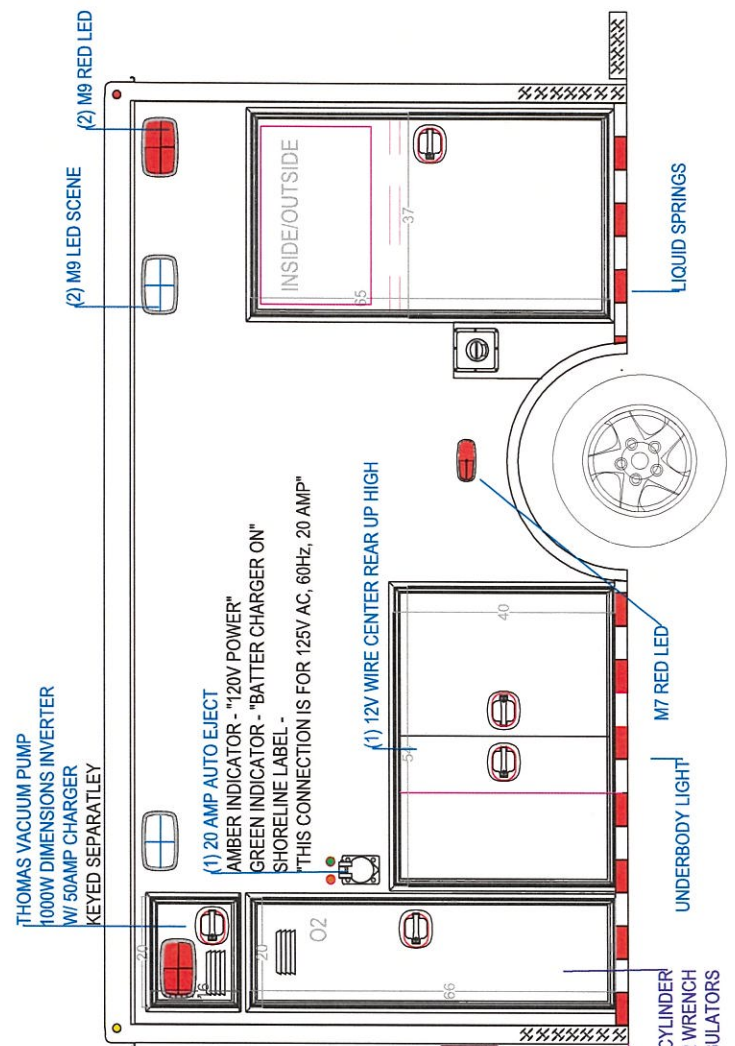 THOMAS VACUUM PUMP
1000W DIMENSIONS INVERTER
W/ 50AMP CHARGER
KEYED SEPARATLEY
(2) M9 LED SCENE
(2) M9 RED LED
(1) 20 AMP AUTO EJECT
AMBER INDICATOR - "120V POWER"
GREEN INDICATOR - "BATTER CHARGER ON"
SHORELINE LABEL -
"THIS CONNECTION IS FOR 125V AC, 60Hz, 20 AMP"
(1) 12V WIRE CENTER REAR UP HIGH
INSIDE/OUTSIDE
65
37
20
16
20
O2
66
54
40
CYLINDER
WRENCH
UNDERBODY LIGHT
M7 RED LED
LIQUID SPRINGS